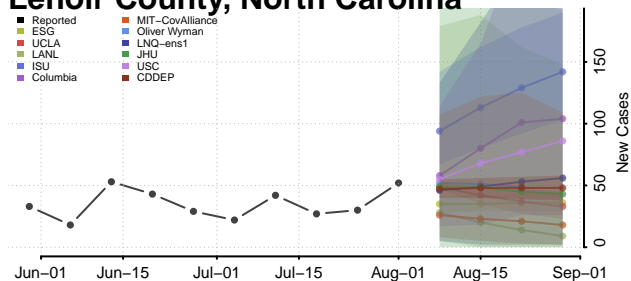 Lenoir County, North Carolina
Reported
ESG
UCLA
LANL
ISU
Columbia
MIT−CovAlliance
Oliver Wyman
LNQ−ens1
JHU
USC
CDDEP
0
50
100
150
New Cases
Jun−01
Jun−15
Jul−01
Jul−15
Aug−01
Aug−15
Sep−01